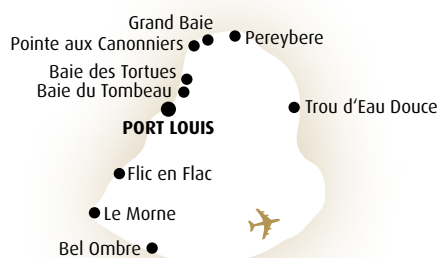 Grand Baie
Pointe aux Canonniers
Pereybere
Baie des Tortues
Baie du Tombeau
Trou d‘Eau Douce
PORT LOUIS
Flic en Flac
Le Morne
Bel Ombre